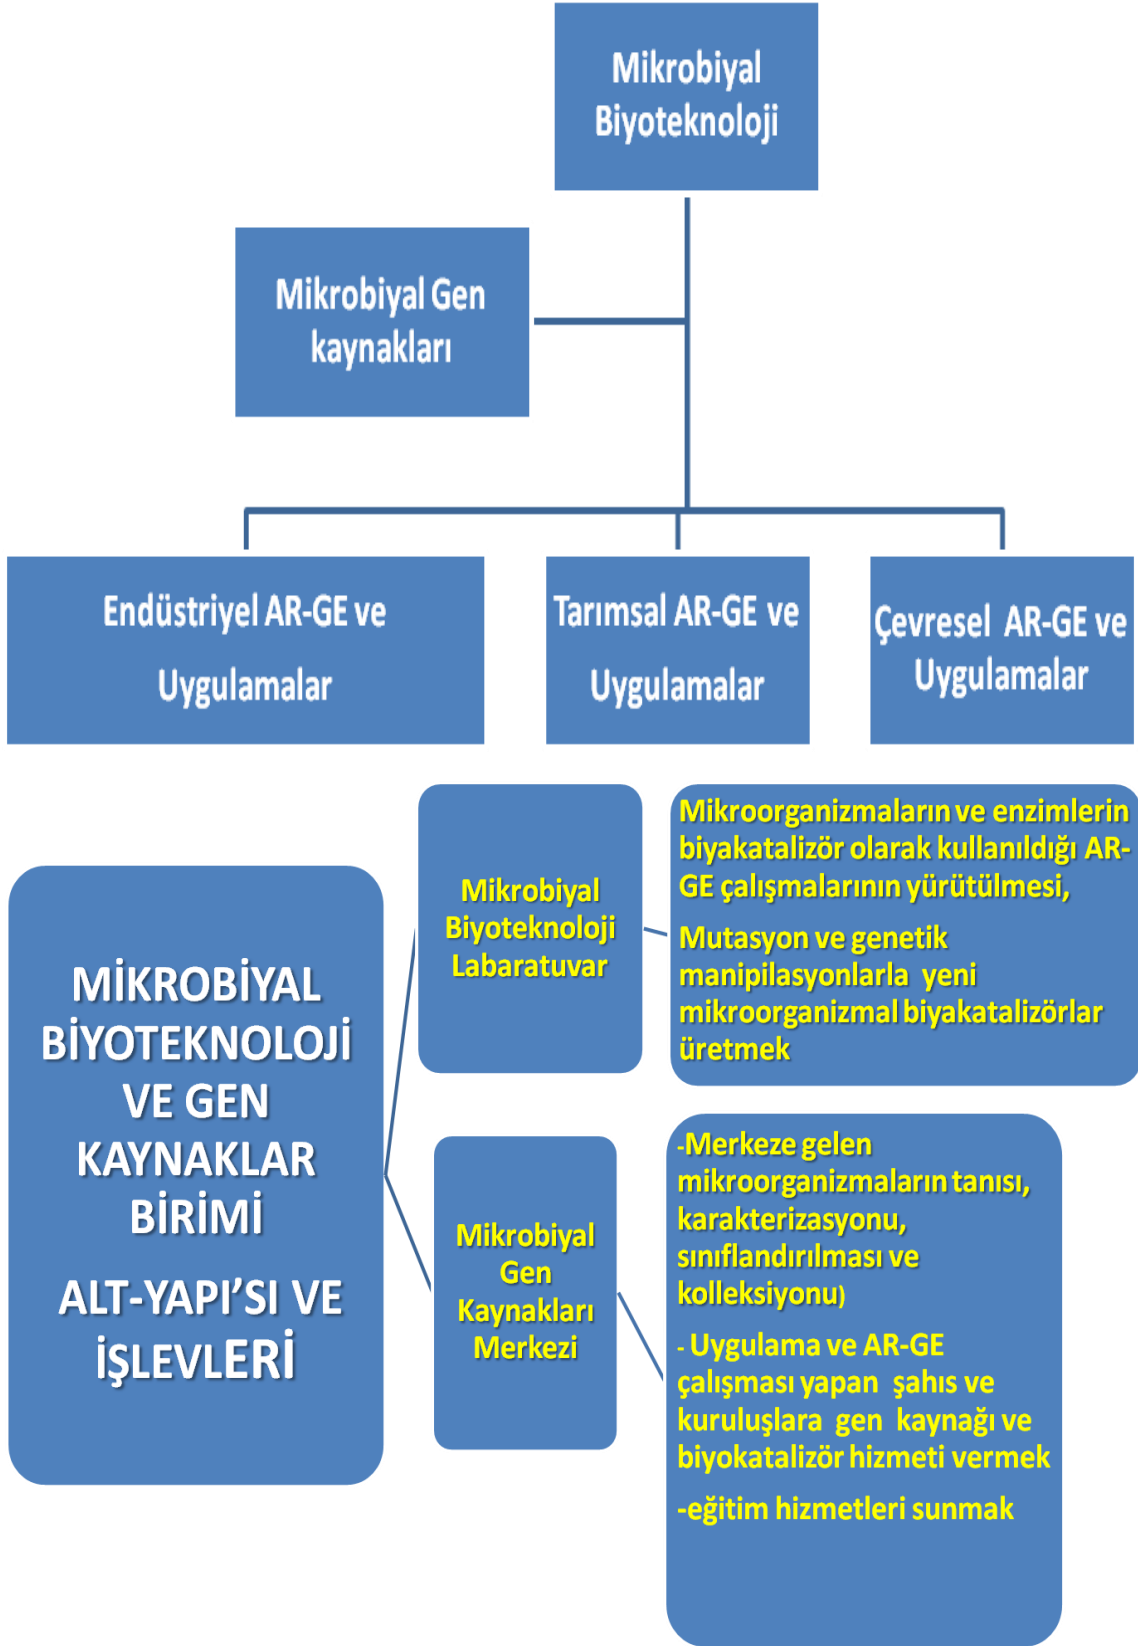 Mikrobiyal
Biyoteknoloji
Mikrobiyal Gen
kaynakları
Endüstriyel AR-GE ve
Uygulamalar
Tarımsal AR-GE ve
Uygulamalar
Çevresel AR-GE ve
Uygulamalar
MİKROBİYAL
BİYOTEKNOLOJİ
VE GEN
KAYNAKLAR
BİRİMİ
ALT-YAPI’SI VE
İŞLEVLERİ
Mikrobiyal
Biyoteknoloji
Labaratuvar
Mikroorganizmaların ve enzimlerin
biyakatalizör olarak kullanıldığı AR-
GE çalışmalarının yürütülmesi,
Mutasyon ve genetik
manipilasyonlarla yeni
mikroorganizmal biyakatalizörlar
üretmek
Mikrobiyal
Gen
Kaynakları
Merkezi
-Merkeze gelen
mikroorganizmaların tanısı,
karakterizasyonu,
sınıflandırılması ve
kolleksiyonu)
- Uygulama ve AR-GE
çalışması yapan şahıs ve
kuruluşlara gen kaynağı ve
biyokatalizör hizmeti vermek
-eğitim hizmetleri sunmak